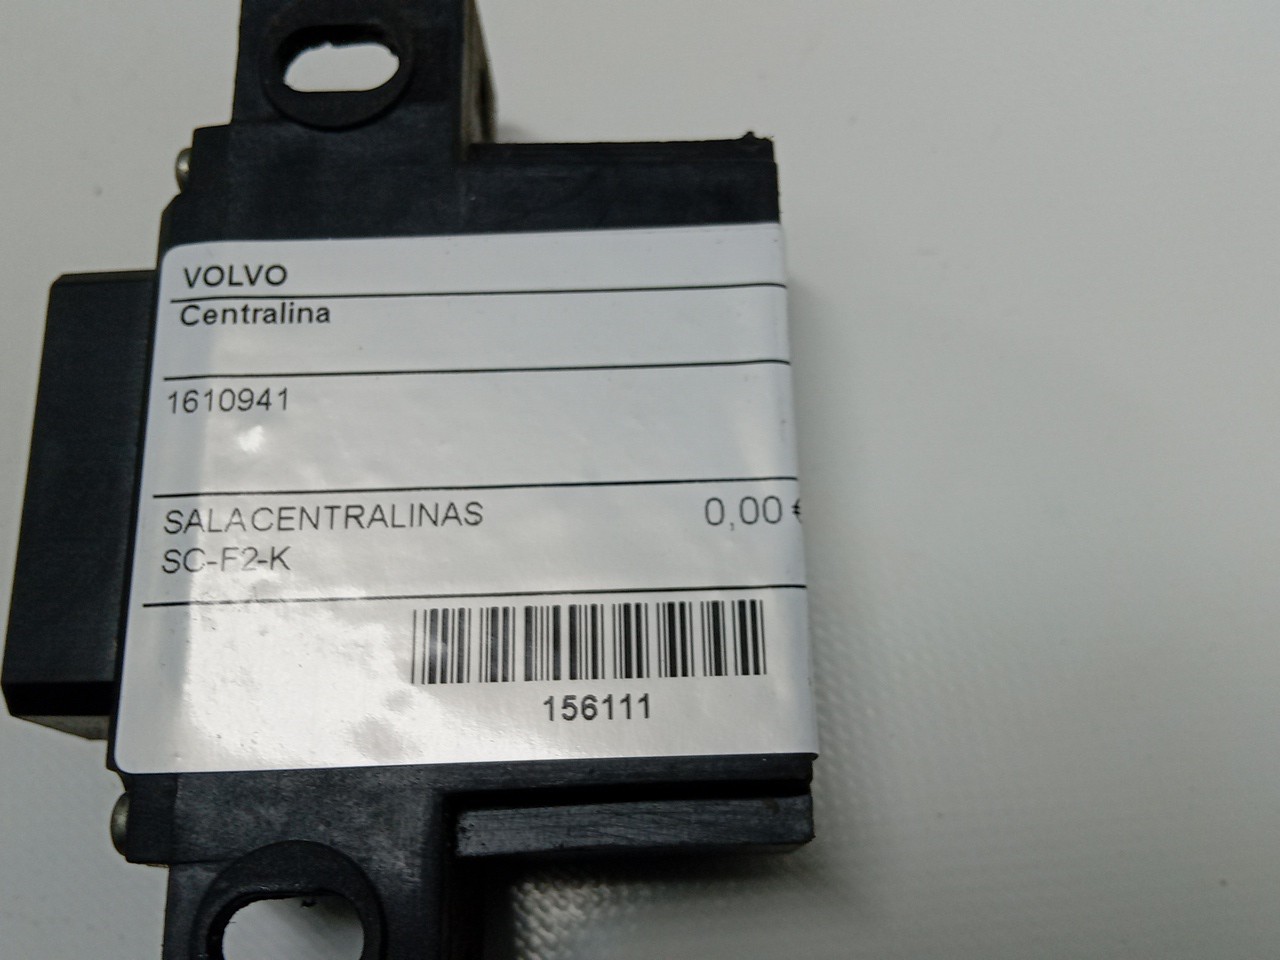 VOLVO
Centralina
1610941
SALACENTRALINAS 0,00 €
SC-F2-K
156111